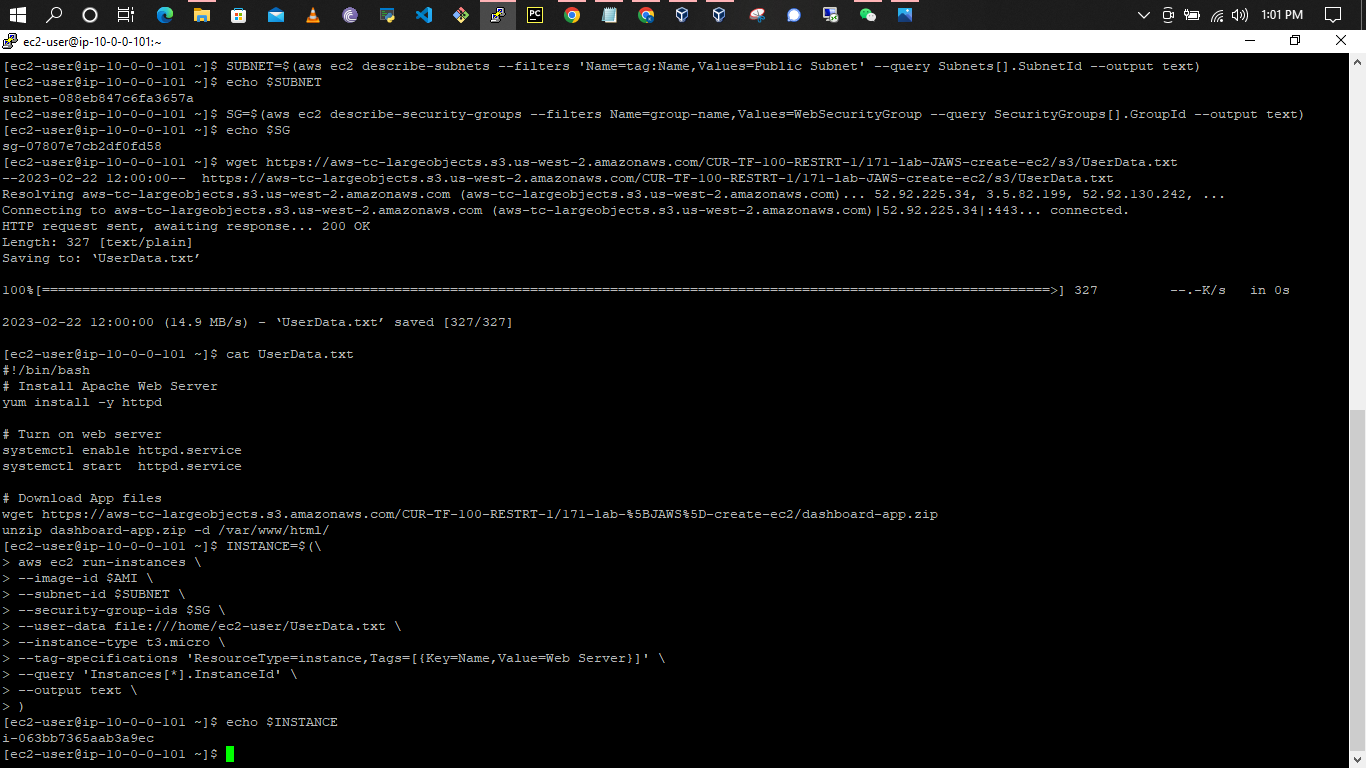 1:01 PM
PC
ec2-user@ip-10-0-0-101:~
[ec2-user@ip-10-0-0-101 ~]$ SUBNET=$(aws ec2 describe-subnets --filters 'Name=tag:Name,Values=Public Subnet' --query Subnets[].SubnetId --output text)
[ec2-user@ip-10-0-0-101 ~]$ echo $SUBNET
subnet-088eb847c6fa3657a
[ec2-user@ip-10-0-0-101 ~]$ SG=$(aws ec2 describe-security-groups --filters Name=group-name,Values=WebSecurityGroup --query SecurityGroups[].GroupId --output text)
[ec2-user@ip-10-0-0-101 ~]$ echo $SG
sg-07807e7cb2df0fd58
[ec2-user@ip-10-0-0-101 ~]$ wget https://aws-tc-largeobjects.s3.us-west-2.amazonaws.com/CUR-TF-100-RESTRT-1/171-lab-JAWS-create-ec2/s3/UserData.txt
--2023-02-22 12:00:00--  https://aws-tc-largeobjects.s3.us-west-2.amazonaws.com/CUR-TF-100-RESTRT-1/171-lab-JAWS-create-ec2/s3/UserData.txt
Resolving aws-tc-largeobjects.s3.us-west-2.amazonaws.com (aws-tc-largeobjects.s3.us-west-2.amazonaws.com)... 52.92.225.34, 3.5.82.199, 52.92.130.242, ...
Connecting to aws-tc-largeobjects.s3.us-west-2.amazonaws.com (aws-tc-largeobjects.s3.us-west-2.amazonaws.com)|52.92.225.34|:443... connected.
HTTP request sent, awaiting response... 200 OK
Length: 327 [text/plain]
Saving to: ‘UserData.txt’
100%[==============================================================================================================================>] 327         --.-K/s   in 0s
2023-02-22 12:00:00 (14.9 MB/s) - ‘UserData.txt’ saved [327/327]
[ec2-user@ip-10-0-0-101 ~]$ cat UserData.txt
#!/bin/bash
# Install Apache Web Server
yum install -y httpd
# Turn on web server
systemctl enable httpd.service
systemctl start  httpd.service
# Download App files
wget https://aws-tc-largeobjects.s3.amazonaws.com/CUR-TF-100-RESTRT-1/171-lab-%5BJAWS%5D-create-ec2/dashboard-app.zip
unzip dashboard-app.zip -d /var/www/html/
[ec2-user@ip-10-0-0-101 ~]$ INSTANCE=$(\
> aws ec2 run-instances \
> --image-id $AMI \
> --subnet-id $SUBNET \
> --security-group-ids $SG \
> --user-data file:///home/ec2-user/UserData.txt \
> --instance-type t3.micro \
> --tag-specifications 'ResourceType=instance,Tags=[{Key=Name,Value=Web Server}]' \
> --query 'Instances[*].InstanceId' \
> --output text \
> )
[ec2-user@ip-10-0-0-101 ~]$ echo $INSTANCE
i-063bb7365aab3a9ec
[ec2-user@ip-10-0-0-101 ~]$